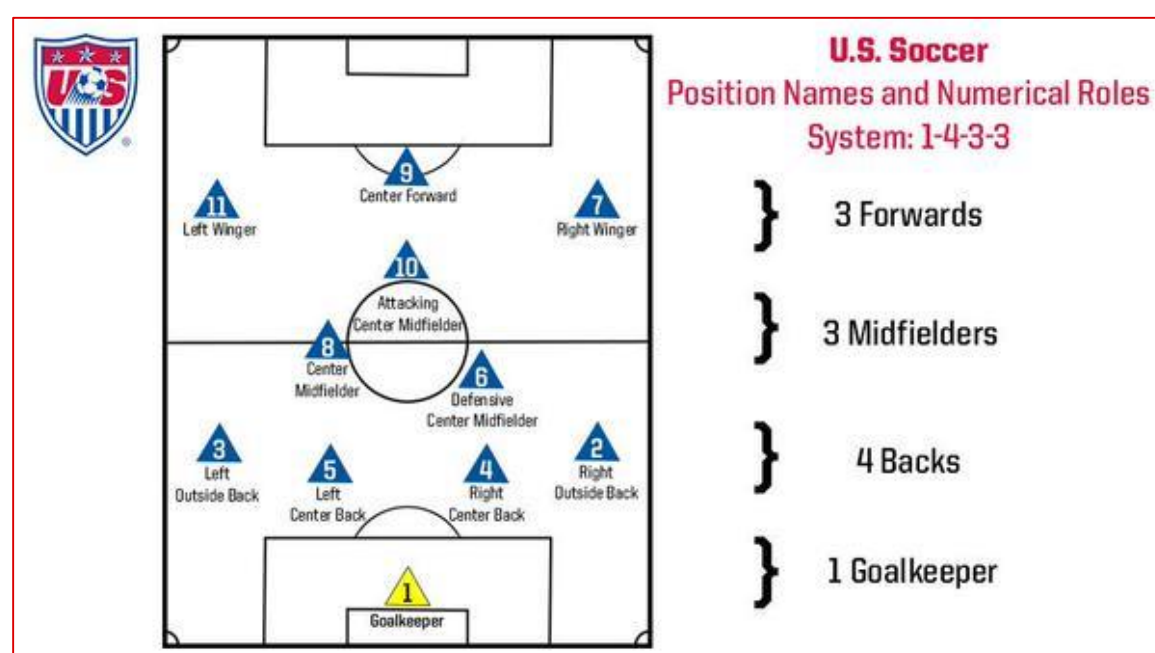 US
®
U.S. Soccer
Position Names and Numerical Roles
System: 1-4-3-3
9
Center Forward
11
Left Winger
7
Right Winger
3 Forwards
10
Attacking
Center Midfielder
8
Center
Midfielder
6
Defensive
Center Midfielder
3 Midfielders
3
Left
Outside Back
5
Left
Center Back
4
Right
Center Back
2
Right
Outside Back
4 Backs
1
Goalkeeper
1 Goalkeeper